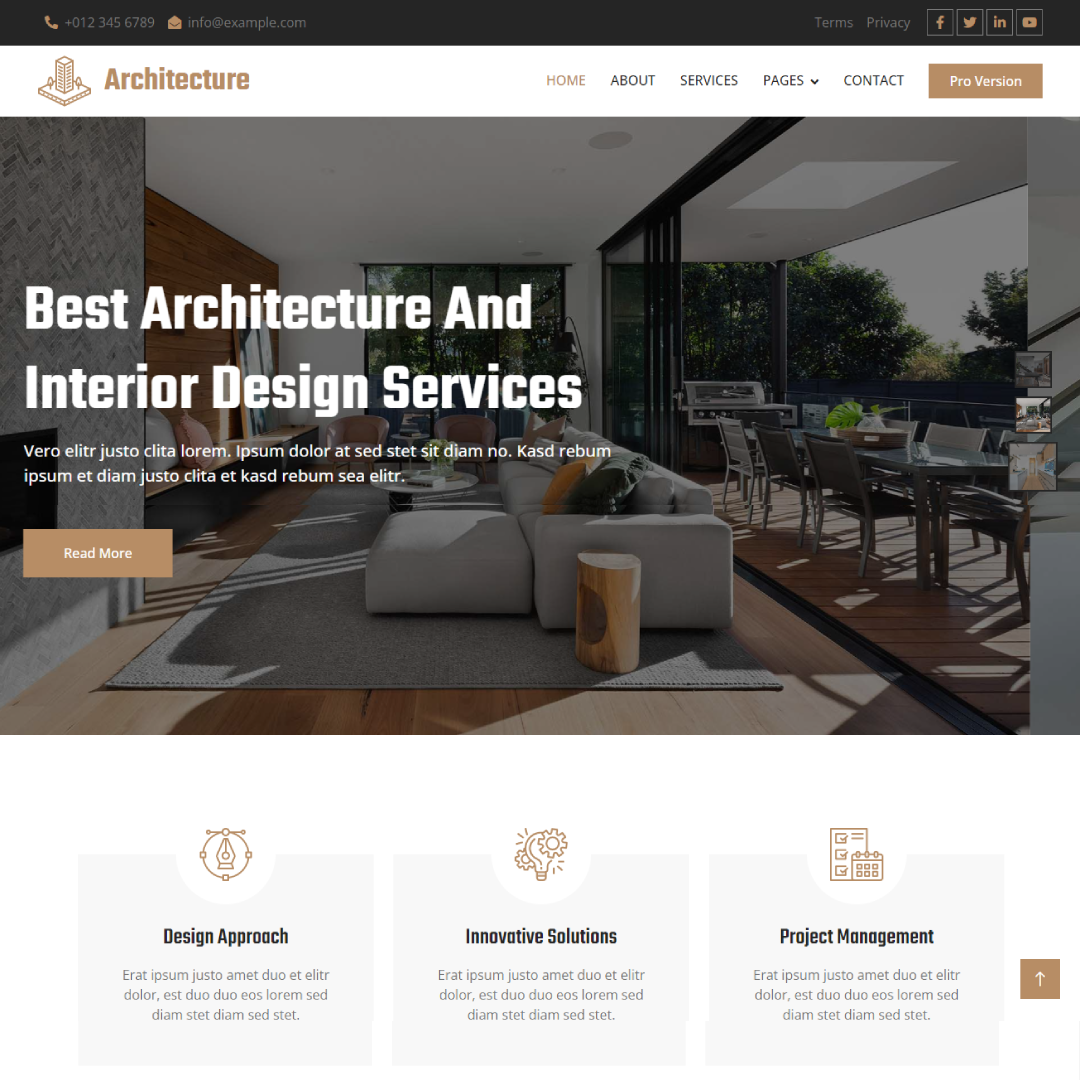 +012 345 6789 info@example.com Terms Privacy
Architecture HOME ABOUT SERVICES PAGES CONTACT Pro Version
Best Architecture And
Interior Design Services
Vero elitr justo clita lorem. Ipsum dolor at sed stet sit diam no. Kasd rebum
ipsum et diam justo clita et kasd rebum sea elitr.
Read More
Design Approach
Erat ipsum justo amet duo et elitr
dolor, est duo duo eos lorem sed
diam stet diam sed stet.
Innovative Solutions
Erat ipsum justo amet duo et elitr
dolor, est duo duo eos lorem sed
diam stet diam sed stet.
Project Management
Erat ipsum justo amet duo et elitr
dolor, est duo duo eos lorem sed
diam stet diam sed stet.